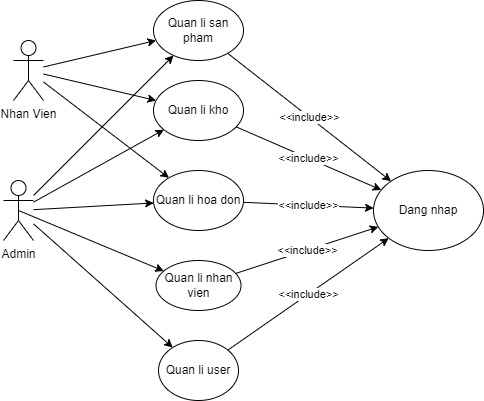 Quan li san
pham
Nhan Vien
Quan li kho
<<include>>
<<include>>
Quan li hoa don
<<include>>
Dang nhap
Admin
<<include>>
Quan li nhan
vien
<<include>>
Quan li user